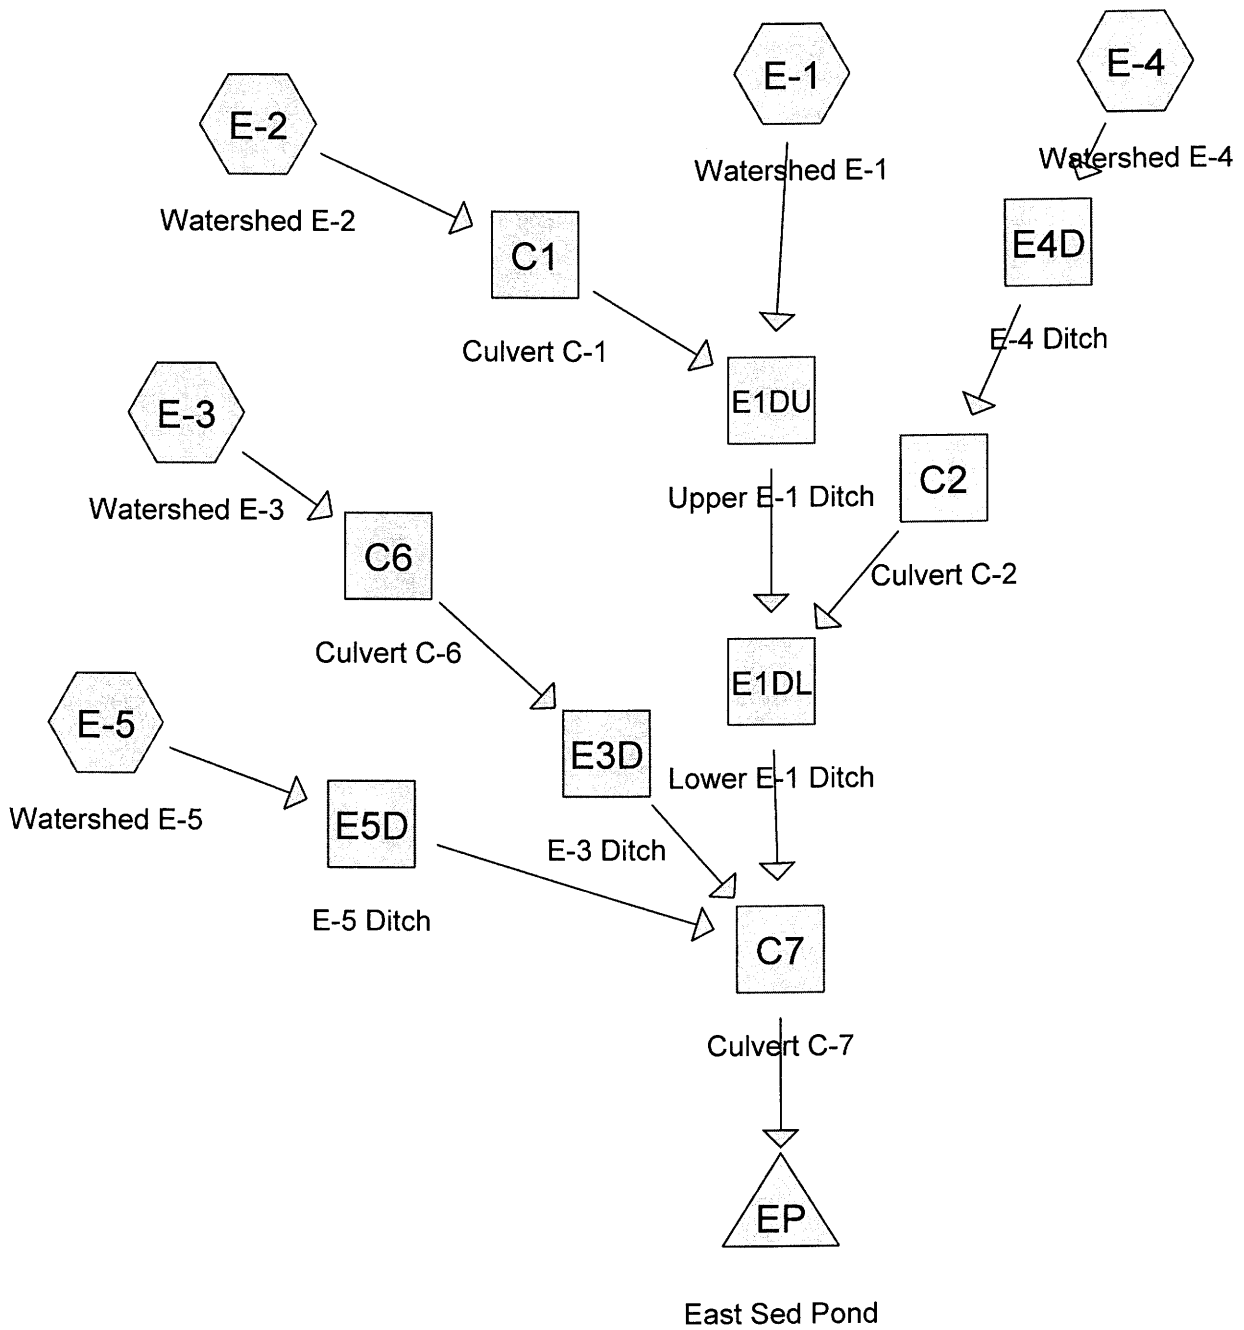 E-1
E-4
E-2
Watershed E-1
Watershed E-4
Watershed E-2
C1
E4D
Culvert C-1
E-4 Ditch
E-3
E1DU
C2
Watershed E-3
Upper E-1 Ditch
C6
Culvert C-2
Culvert C-6
E1DL
E-5
E3D
Lower E-1 Ditch
Watershed E-5
E5D
E-3 Ditch
E-5 Ditch
C7
Culvert C-7
EP
East Sed Pond